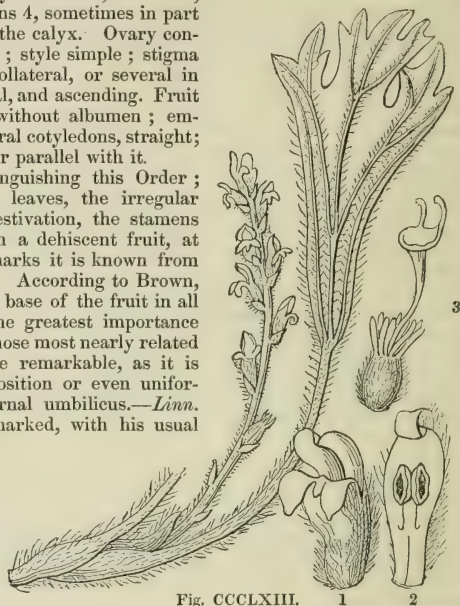 ns 4, sometimes in part
the calyx. Ovary con-
; style simple ; stigma
ollateral, or several in
l, and ascending. Fruit
without albumen ; em-
ral cotyledons, straight;
r parallel with it.
nguishing this Order ;
leaves, the irregular
estivation, the stamens
n a dehiscent fruit, at
arks it is known from
According to Brown,
base of the fruit in all
ne greatest importance
hose most nearly related
e remarkable, as it is
osition or even unifor-
rnal umbilicus.—Linn.
narked, with his usual
3
Fig. CCCLXIII. 1 2